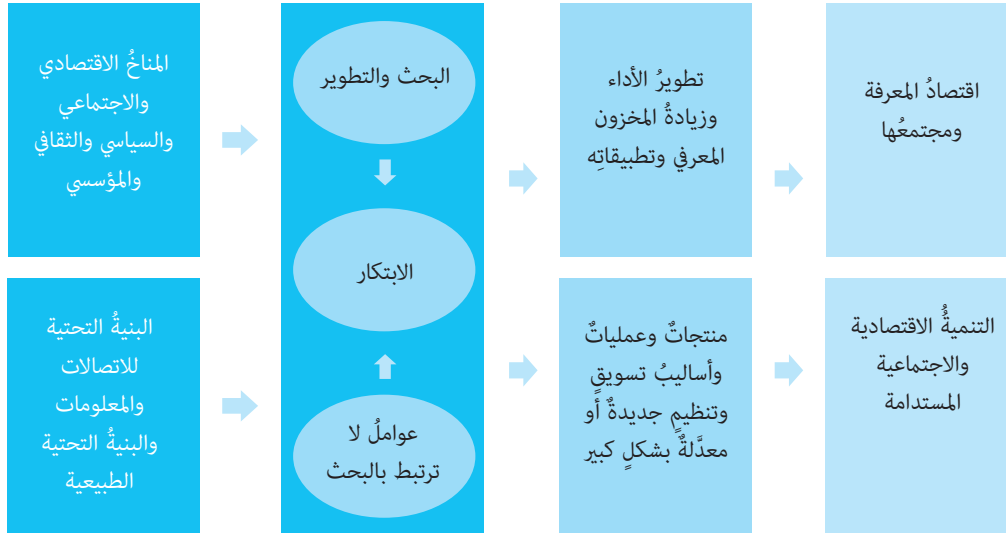 المناخُ الاقتصادي
والاجتماعي
والسياسي والثقافي
والمؤسسي
البنيةُ التحتية
للاتصالات
والمعلومات
والبنيةُ التحتية
الطبيعية
البحث والتطوير
الابتكار
عواملُ لا
ترتبط بالبحث
تطويرُ الأداء
وزيادةُ المخزون
المعرفي وتطبيقاتِه
منتجاتٌ وعملياتٌ
وأساليبُ تسويقٍ
وتنظيمٍ جديدةٌ أو
معدَّلةٌ بشكلٍ كبير
اقتصادُ المعرفة
ومجتمعُها
التنميةُ الاقتصادية
والاجتماعية
المستدامة